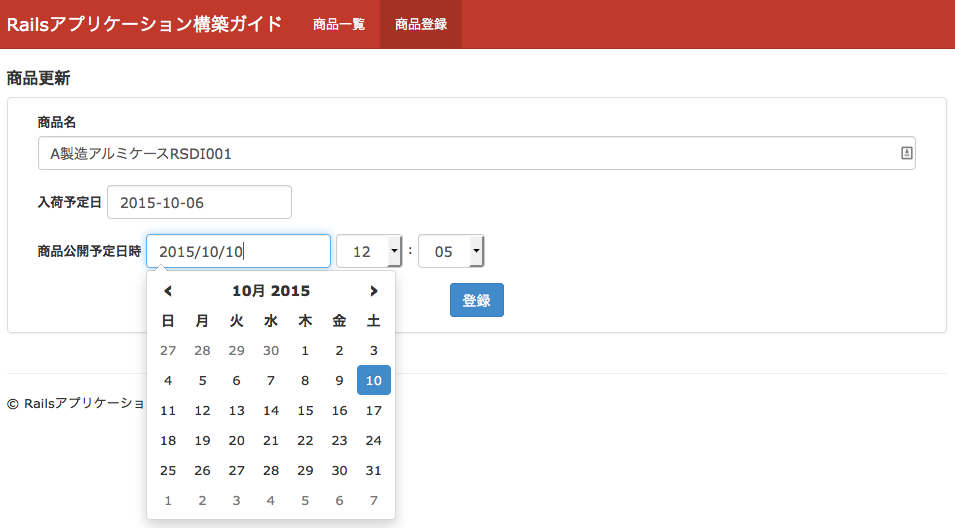 Railsアプリケーション構築ガイド 商品一覧 商品登録
商品更新
商品名
A製造アルミケースRSDI001
入荷予定日 2015-10-06
商品公開予定日時 2015/10/10 12 : 05
‹ 10月 2015 ›
登録
日 月 火 水 木 金 土
27 28 29 30 1 2 3
4 5 6 7 8 9 10
11 12 13 14 15 16 17
18 19 20 21 22 23 24
25 26 27 28 29 30 31
1 2 3 4 5 6 7
© Railsアプリケーショ